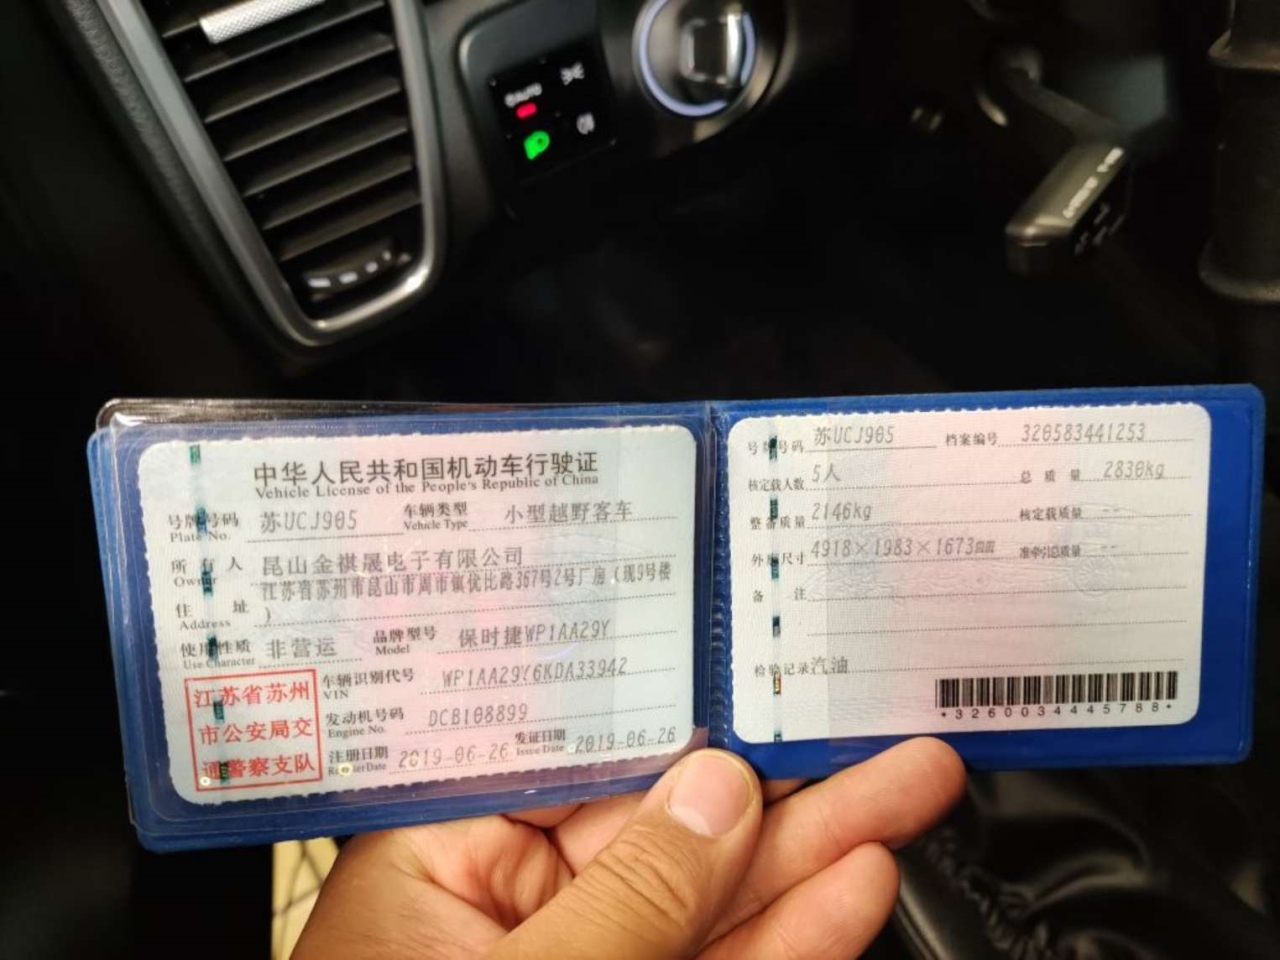 AUTO
中华人民共和国机动车行驶证
Vehicle License of the People's Republic of China
号牌号码 苏UCJ905 车辆类型 小型越野客车
Plate No. Vehicle Type
所有人 昆山金祺晟电子有限公司
Owner
住址 江苏省苏州市昆山市周市镇优比路367号2号厂房（现9号楼
Address ）
使用性质 非营运 品牌型号 保时捷WP1AA29Y
Use Character Model
车辆识别代号 WP1AA29Y6KDA33942
VIN
发动机号码 DCB108899
Engine No.
注册日期 2019-06-26 发证日期 2019-06-26
Register Date Issue Date
江苏省苏州
市公安局交
通警察支队
号牌号码 苏UCJ905 档案编号 320583441253
核定载人数 5人 总质量 2830kg
整备质量 2146kg 核定载质量 --
外廓尺寸 4918×1983×1673mm 准牵引总质量 --
备注
检验记录 汽油
*3260034445788*